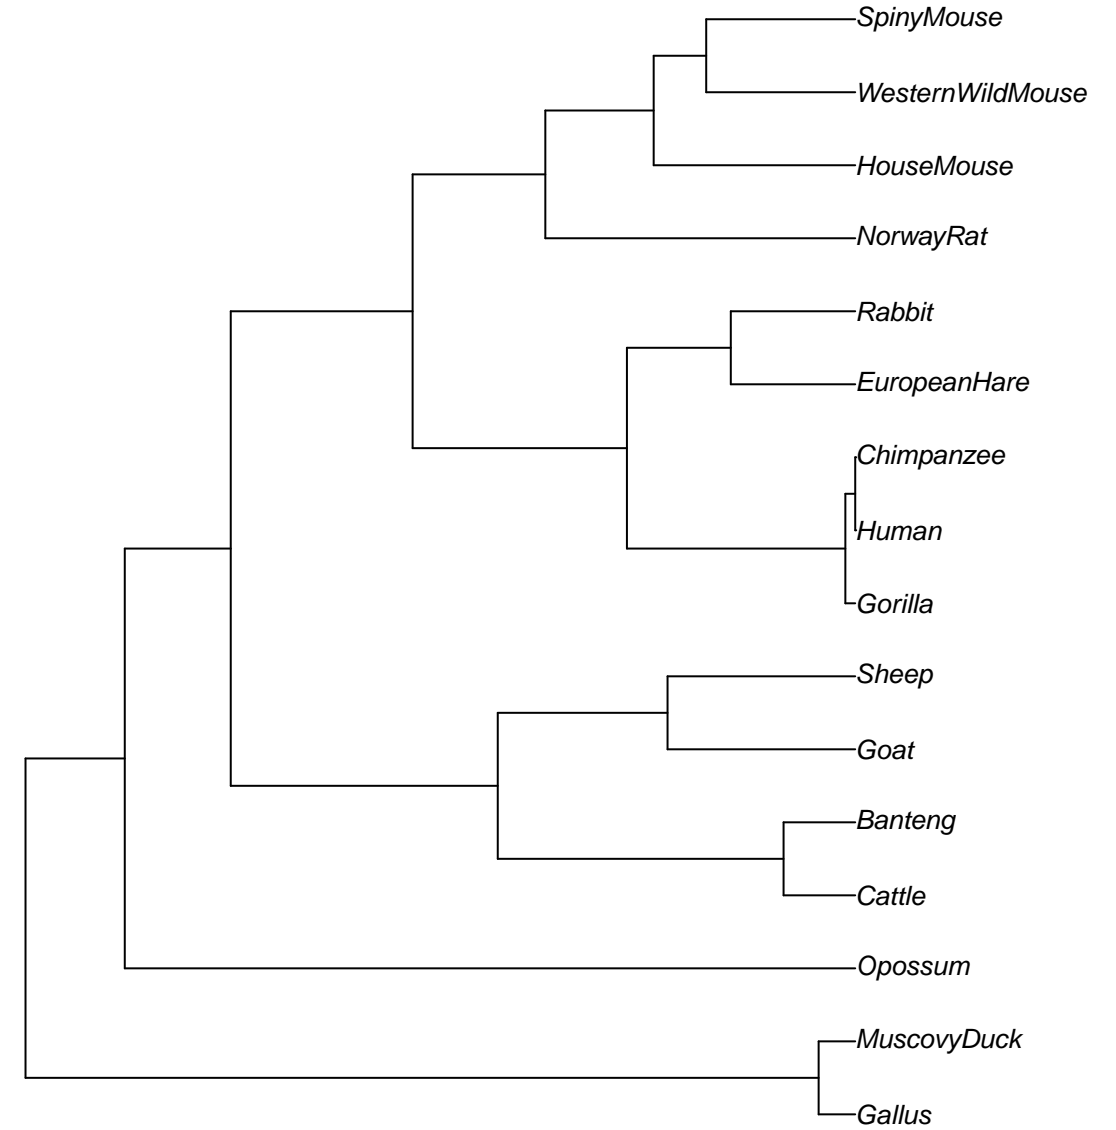 SpinyMouse
WesternWildMouse
HouseMouse
NorwayRat
Rabbit
EuropeanHare
Chimpanzee
Human
Gorilla
Sheep
Goat
Banteng
Cattle
Opossum
MuscovyDuck
Gallus